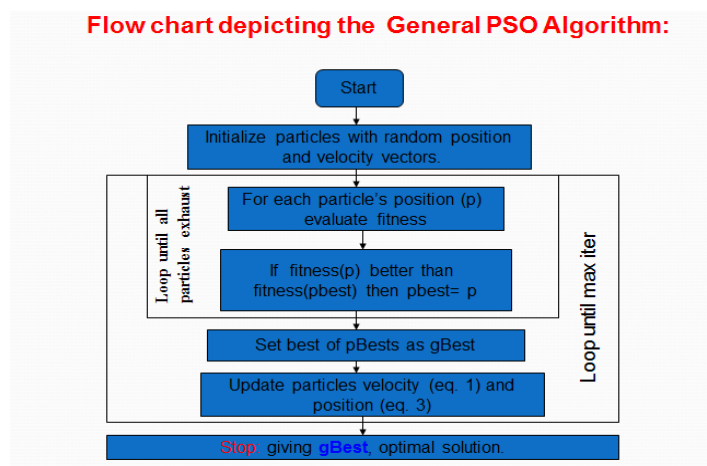 Flow chart depicting the General PSO Algorithm:
Start
Initialize particles with random position
and velocity vectors.
For each particle's position (p)
evaluate fitness
If fitness(p) better than
fitness(pbest) then pbest= p
Loop until all
particles exhaust
Set best of pBests as gBest
Update particles velocity (eq. 1) and
position (eq. 3)
Loop until max iter
Stop: giving gBest, optimal solution.